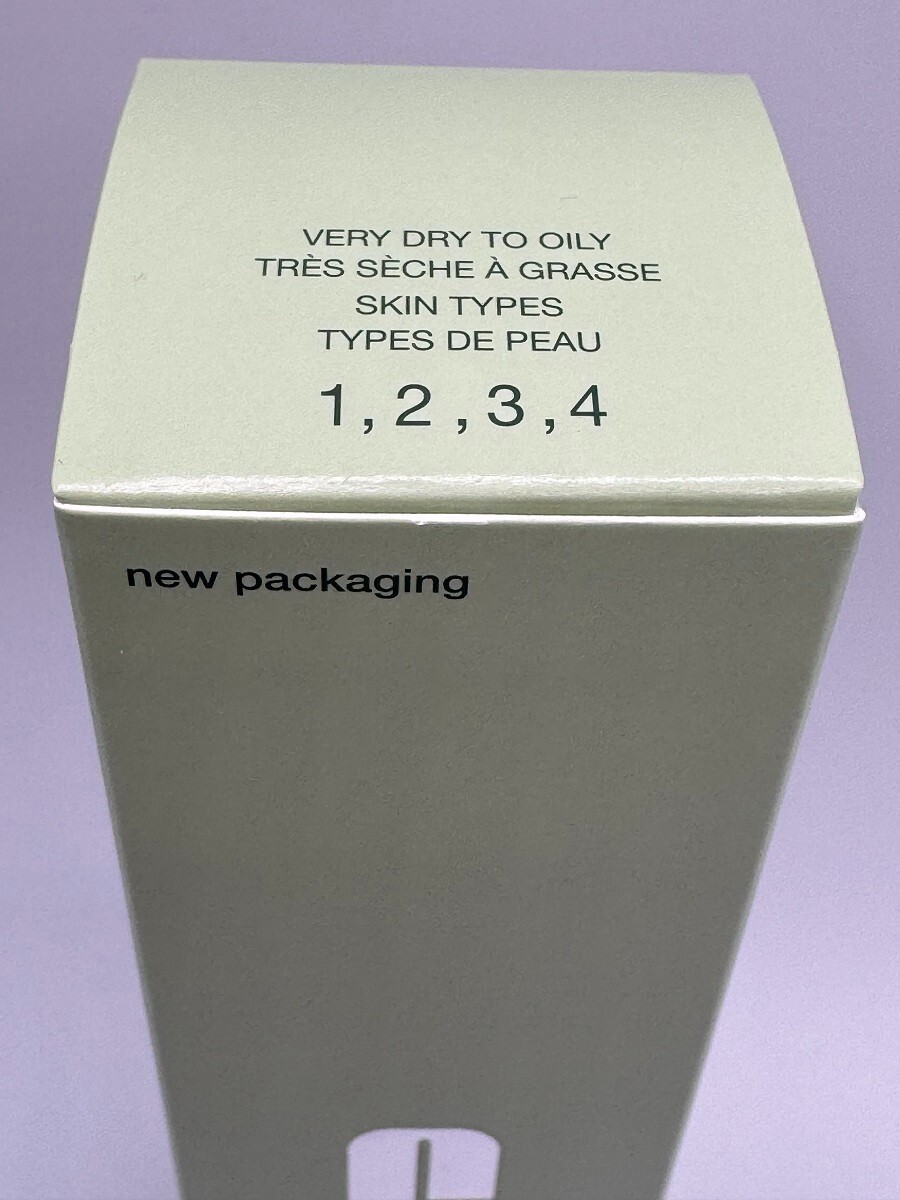 VERY DRY TO OILY
TRÈS SÈCHE À GRASSE
SKIN TYPES
TYPES DE PEAU
1, 2 , 3 , 4
new packaging